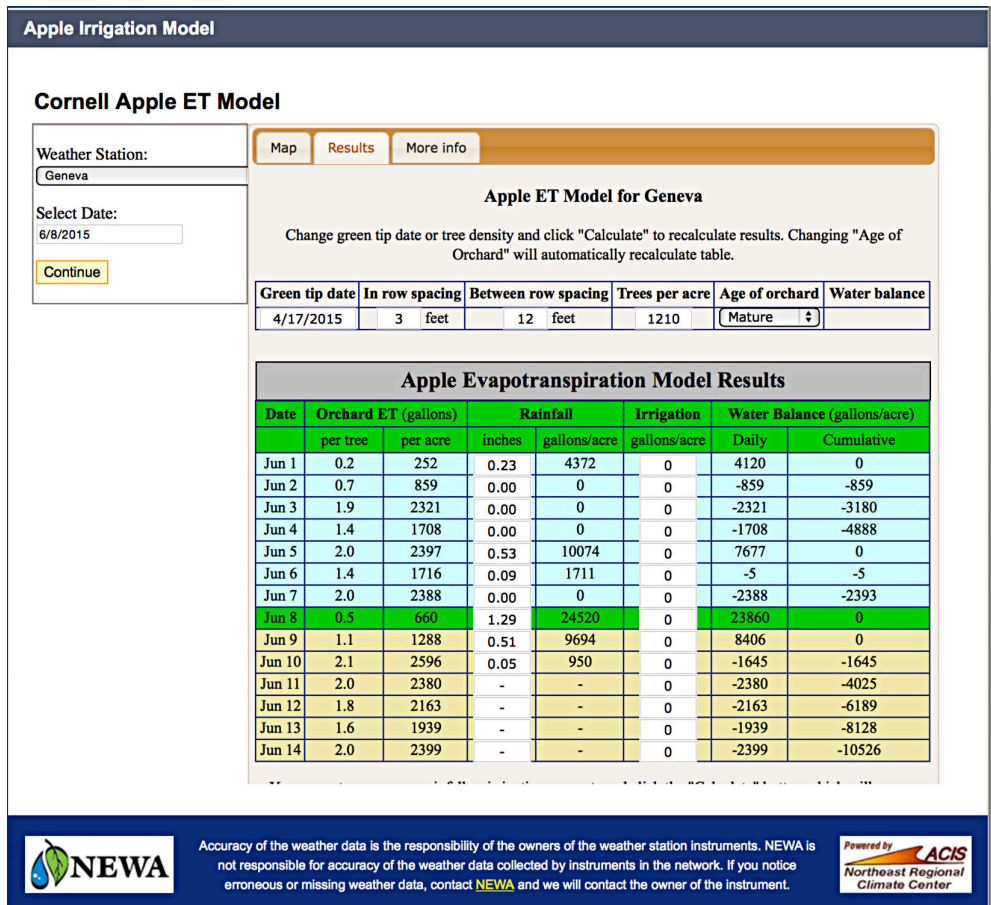 Apple Irrigation Model
Cornell Apple ET Model
Weather Station:
Geneva
Select Date:
6/8/2015
Continue
Map Results More info
Apple ET Model for Geneva
Change green tip date or tree density and click "Calculate" to recalculate results. Changing "Age of
Orchard" will automatically recalculate table.
Green tip date In row spacing Between row spacing Trees per acre Age of orchard Water balance
4/17/2015 3 feet 12 feet 1210 Mature
Apple Evapotranspiration Model Results
Date Orchard ET (gallons) Rainfall Irrigation Water Balance (gallons/acre)
per tree per acre inches gallons/acre gallons/acre Daily Cumulative
Jun 1 0.2 252 0.23 4372 0 4120 0
Jun 2 0.7 859 0.00 0 0 -859 -859
Jun 3 1.9 2321 0.00 0 0 -2321 -3180
Jun 4 1.4 1708 0.00 0 0 -1708 -4888
Jun 5 2.0 2397 0.53 10074 0 7677 0
Jun 6 1.4 1716 0.09 1711 0 -5 -5
Jun 7 2.0 2388 0.00 0 0 -2388 -2393
Jun 8 0.5 660 1.29 24520 0 23860 0
Jun 9 1.1 1288 0.51 9694 0 8406 0
Jun 10 2.1 2596 0.05 950 0 -1645 -1645
Jun 11 2.0 2380 - - 0 -2380 -4025
Jun 12 1.8 2163 - - 0 -2163 -6189
Jun 13 1.6 1939 - - 0 -1939 -8128
Jun 14 2.0 2399 - - 0 -2399 -10526
NEWA
Accuracy of the weather data is the responsibility of the owners of the weather station instruments. NEWA is
not responsible for accuracy of the weather data collected by instruments in the network. If you notice
erroneous or missing weather data, contact NEWA and we will contact the owner of the instrument.
Powered by
ACIS
Northeast Regional
Climate Center